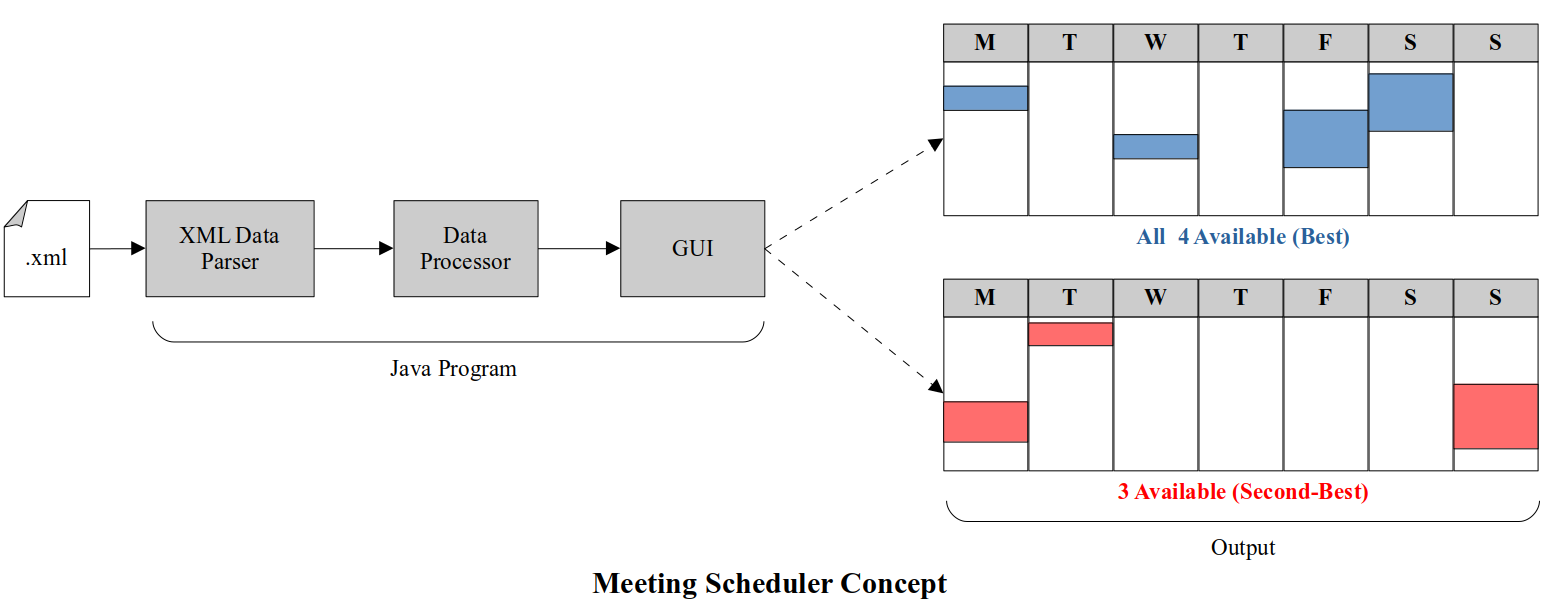 .xml
XML Data
Parser
Data
Processor
GUI
Java Program
M T W T F S S
All 4 Available (Best)
M T W T F S S
3 Available (Second-Best)
Output
Meeting Scheduler Concept